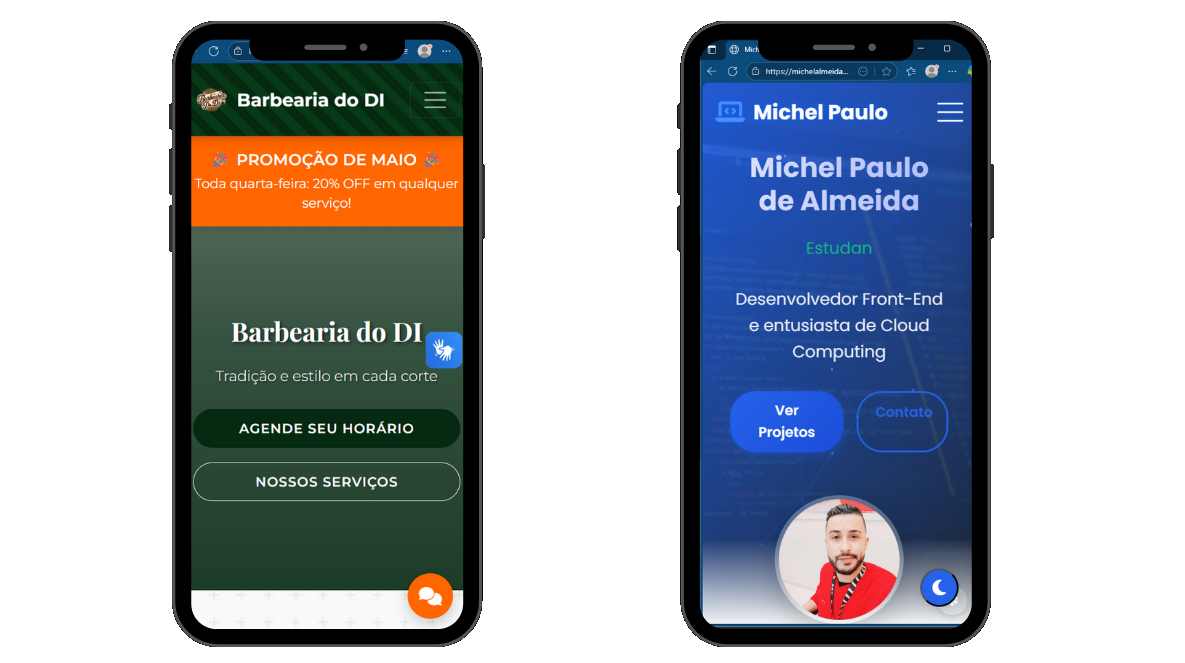 Barbearia do DI
PROMOÇÃO DE MAIO
Toda quarta-feira: 20% OFF em qualquer
serviço!
Barbearia do DI
Tradição e estilo em cada corte
AGENDE SEU HORÁRIO
NOSSOS SERVIÇOS
Mich
https://michelalmeida...
Michel Paulo
Michel Paulo
de Almeida
Estudan
Desenvolvedor Front-End
e entusiasta de Cloud
Computing
Ver
Projetos
Contato